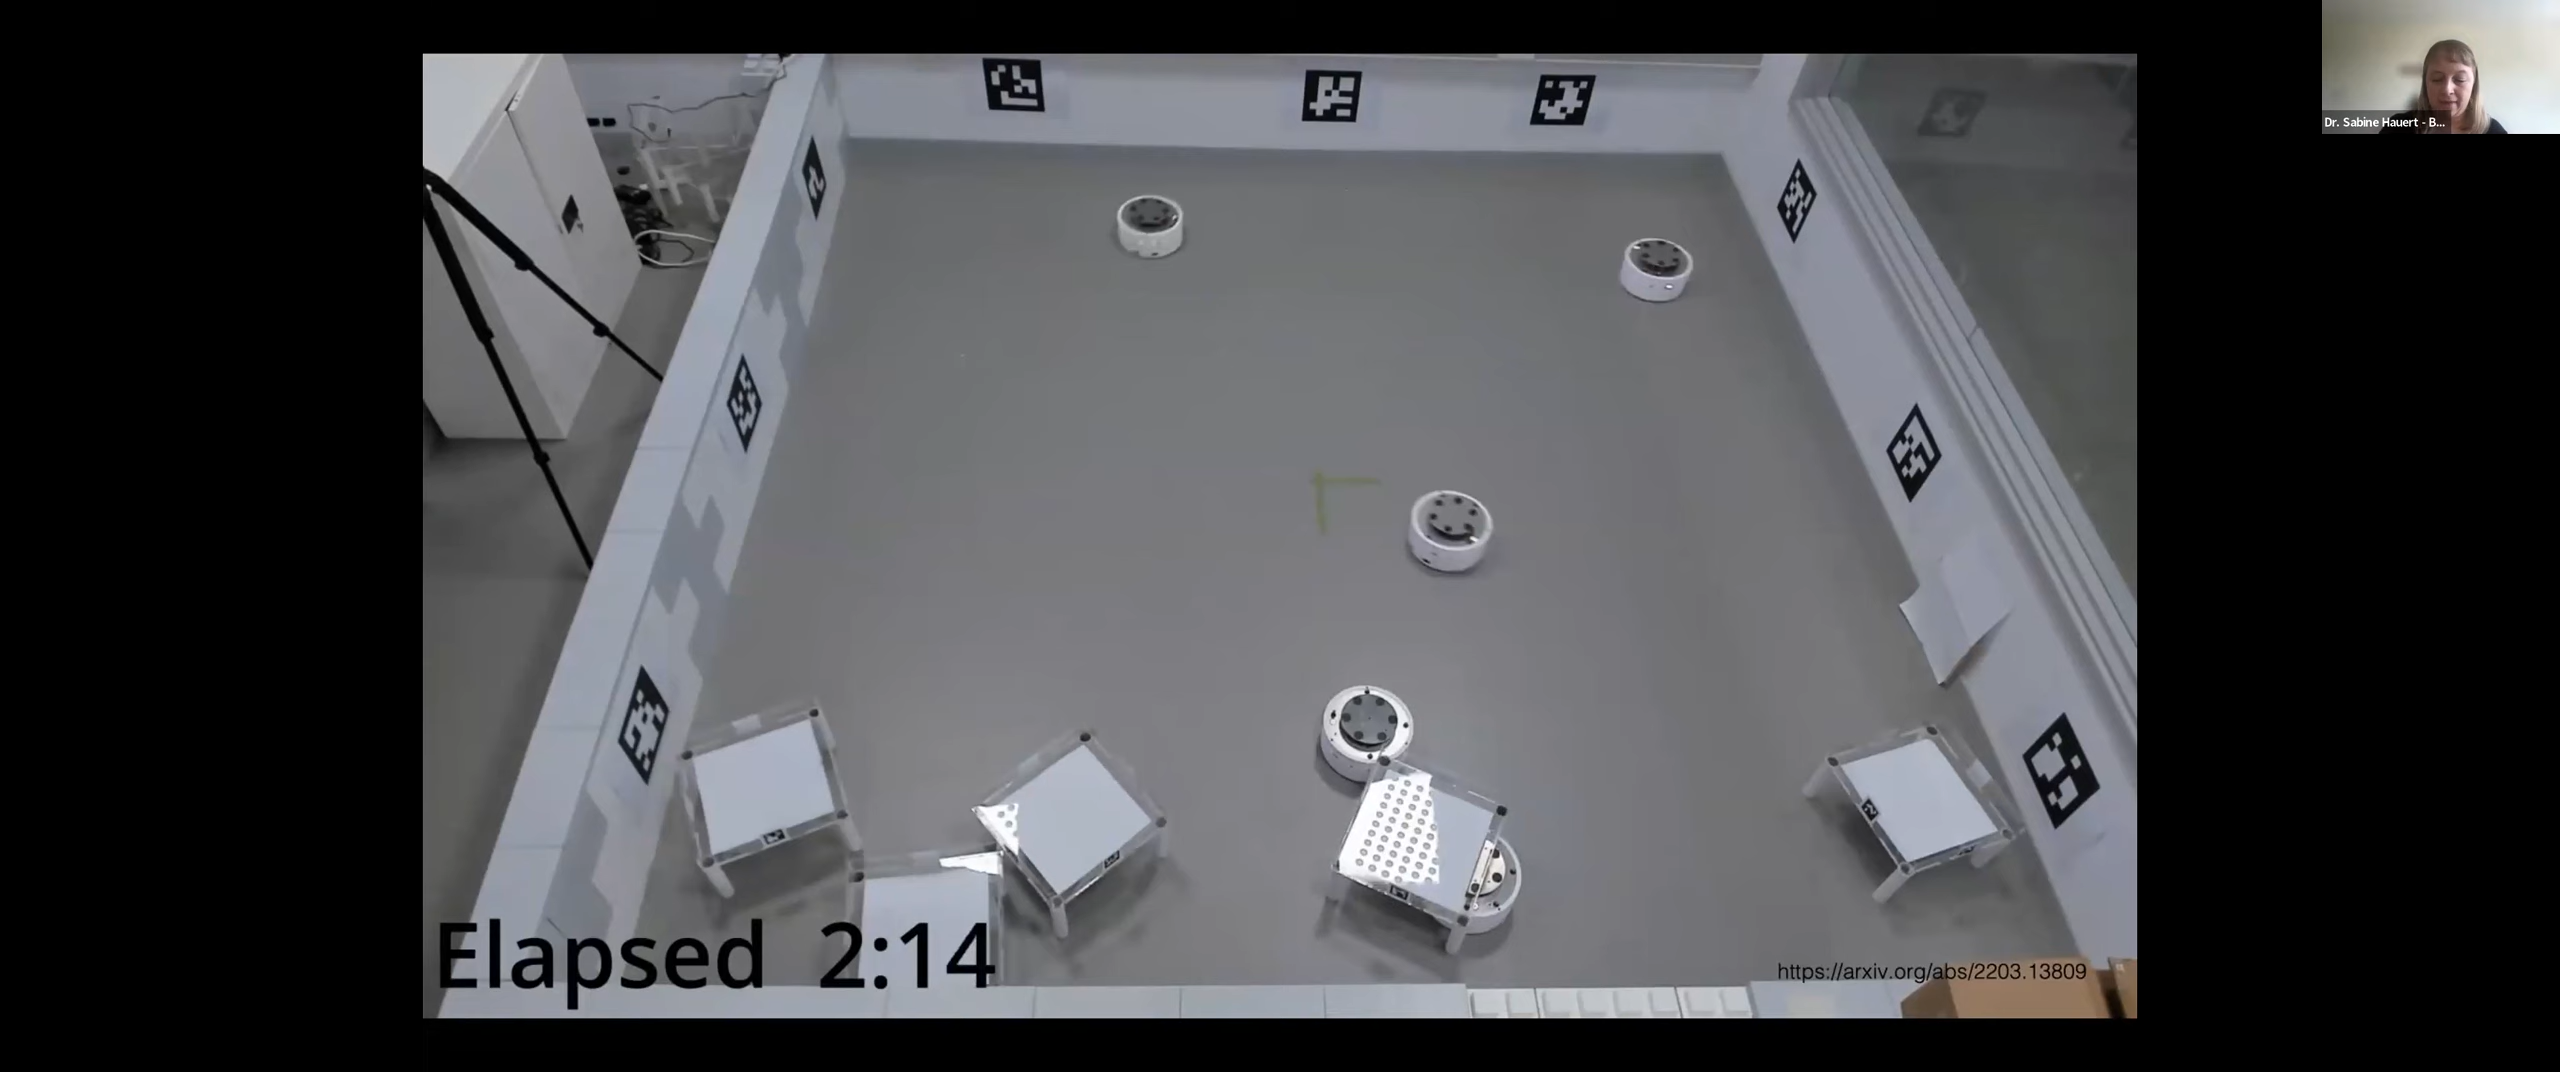 Dr. Sabine Hauert - B...
Elapsed 2:14
https://arxiv.org/abs/2203.13809